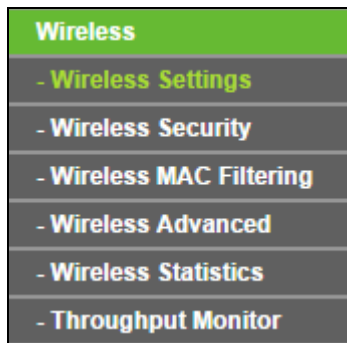 Wireless
- Wireless Settings
- Wireless Security
- Wireless MAC Filtering
- Wireless Advanced
- Wireless Statistics
- Throughput Monitor